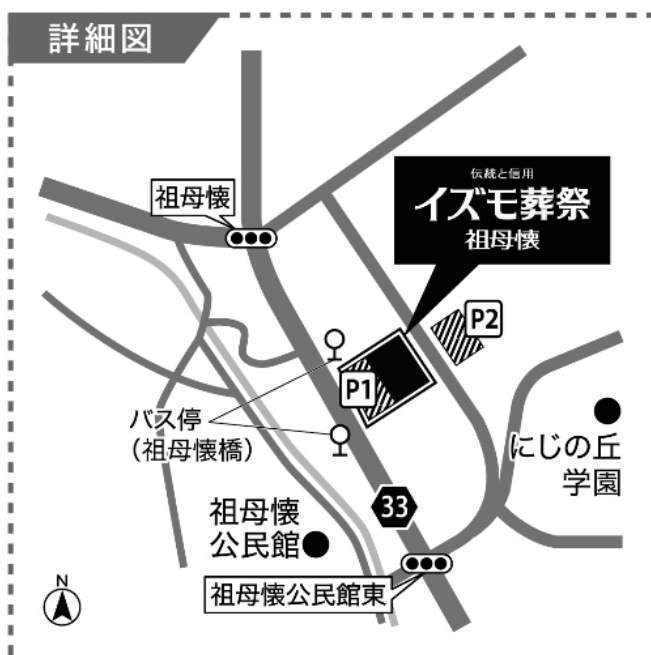 詳細図
祖母懐
伝統と信用
イズモ葬祭
祖母懐
P2
P1
バス停
（祖母懐橋）
にじの丘
学園
33
祖母懐
公民館
祖母懐公民館東
N